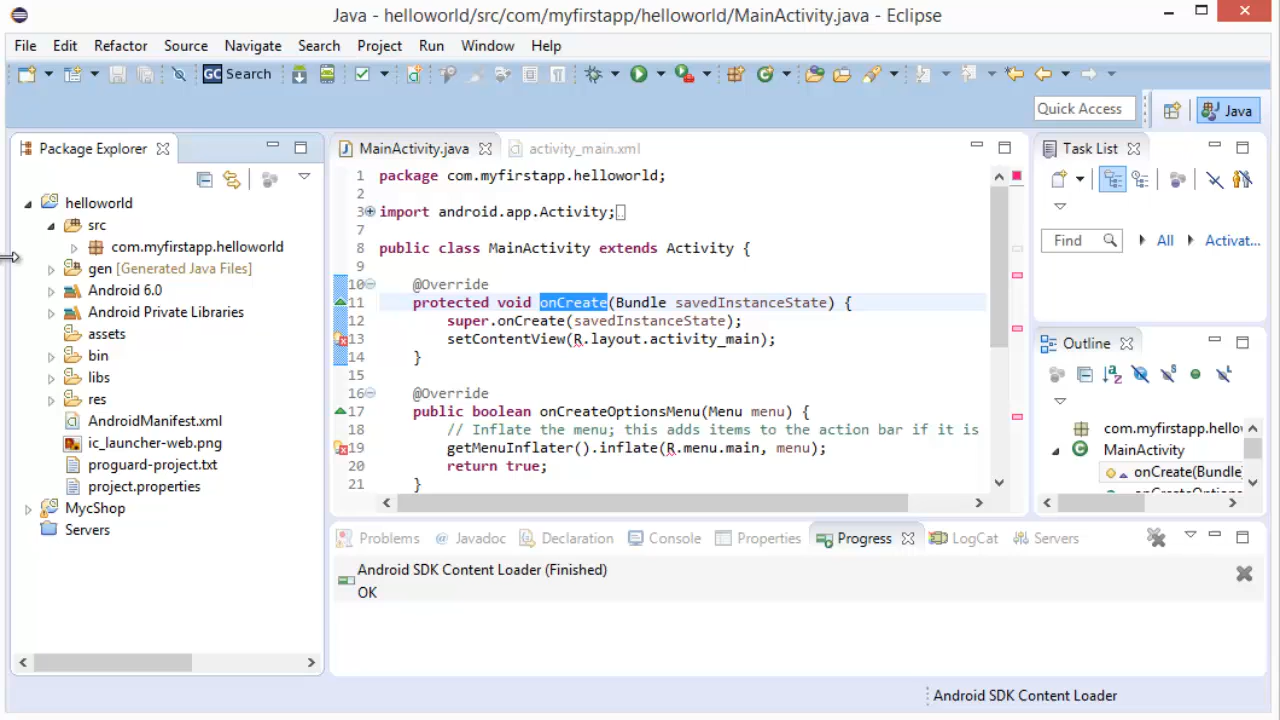 Java - helloworld/src/com/myfirstapp/helloworld/MainActivity.java - Eclipse
File Edit Refactor Source Navigate Search Project Run Window Help
GC Search
Quick Access
Java
Package Explorer
helloworld
src
com.myfirstapp.helloworld
gen [Generated Java Files]
Android 6.0
Android Private Libraries
assets
bin
libs
res
AndroidManifest.xml
ic_launcher-web.png
proguard-project.txt
project.properties
MycShop
Servers
MainActivity.java activity_main.xml
1 package com.myfirstapp.helloworld;
2
3 import android.app.Activity;
7
8 public class MainActivity extends Activity {
9
10 @Override
11 protected void onCreate(Bundle savedInstanceState) {
12 super.onCreate(savedInstanceState);
13 setContentView(R.layout.activity_main);
14 }
15
16 @Override
17 public boolean onCreateOptionsMenu(Menu menu) {
18 // Inflate the menu; this adds items to the action bar if it is
19 getMenuInflater().inflate(R.menu.main, menu);
20 return true;
21 }
Task List
Find All Activat...
Outline
com.myfirstapp.hello
MainActivity
onCreate(Bundle
onCreateOptions
Problems @ Javadoc Declaration Console Properties Progress LogCat Servers
Android SDK Content Loader (Finished)
OK
Android SDK Content Loader